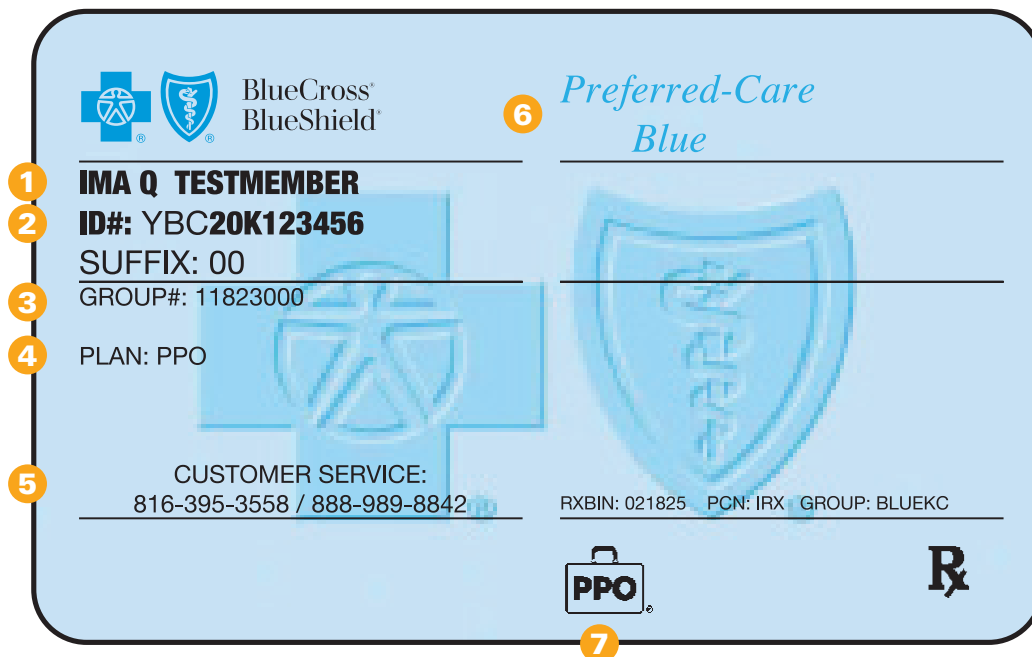 BlueCross®
BlueShield®
6
Preferred-Care
Blue
1
IMA Q TESTMEMBER
2
ID#: YBC20K123456
SUFFIX: 00
3
GROUP#: 11823000
4
PLAN: PPO
5
CUSTOMER SERVICE:
816-395-3558 / 888-989-8842
RXBIN: 021825 PCN: IRX GROUP: BLUEKC
PPO®
Rx
7